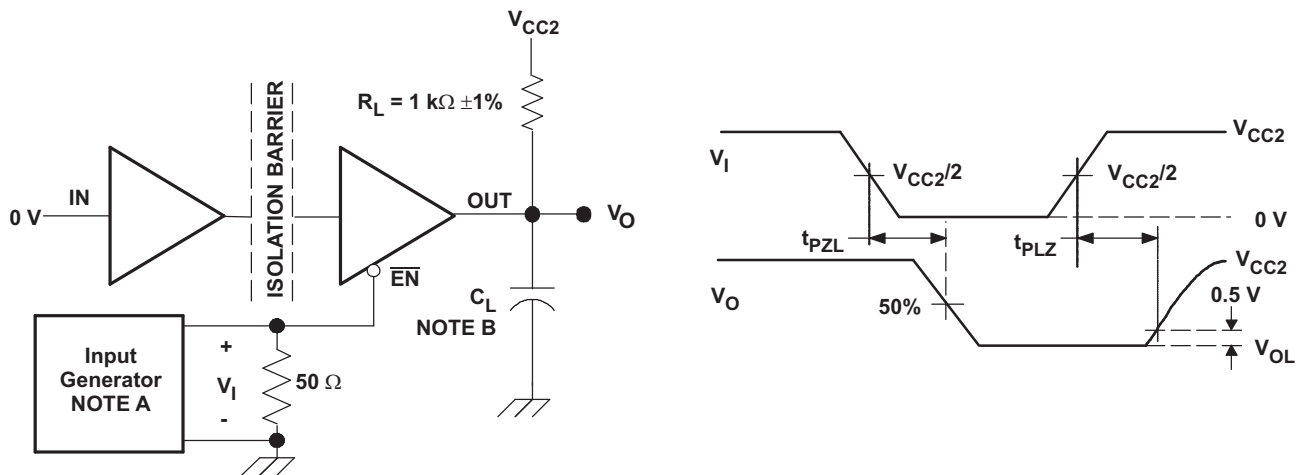 VCC2
RL = 1 kΩ ±1%
ISOLATION BARRIER
IN
0 V
OUT
VO
EN
CL
NOTE B
Input
Generator
NOTE A
+
VI
-
50 Ω
VI
VCC2
VCC2/2
VCC2/2
0 V
tPZL
tPLZ
VO
VCC2
50%
0.5 V
VOL